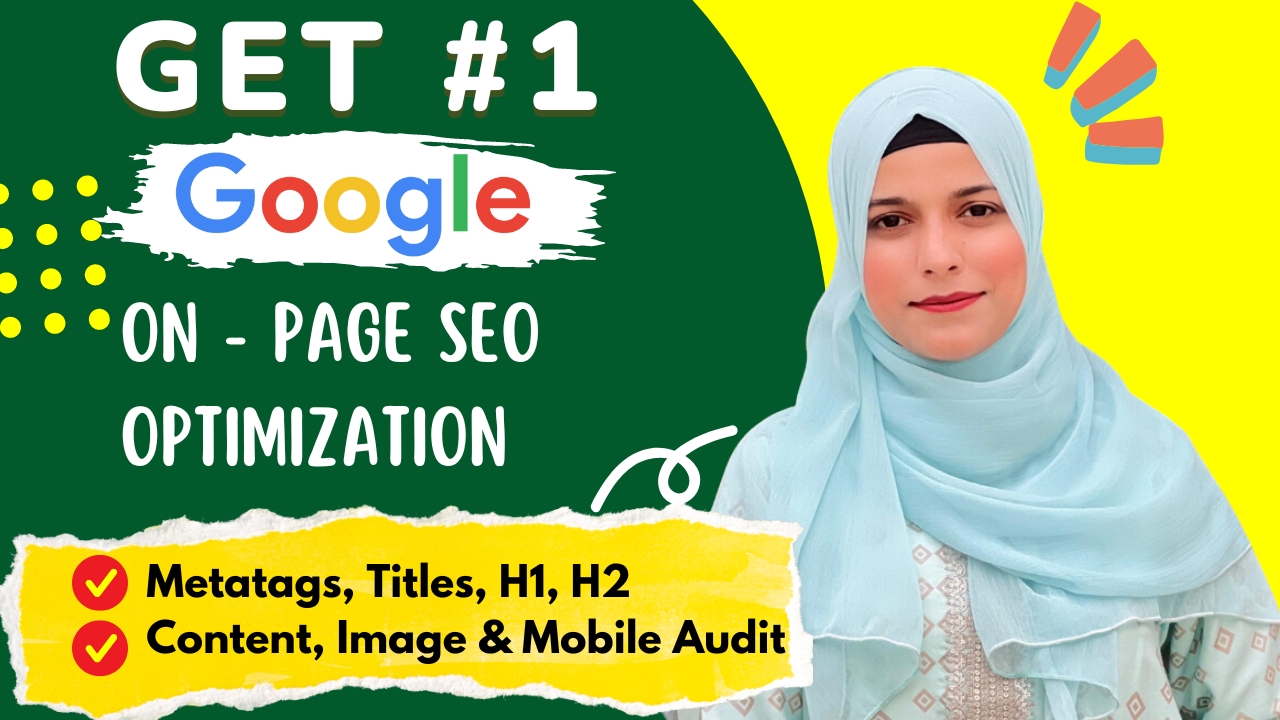 GET #1
Google
ON - PAGE SEO
OPTIMIZATION
Metatags, Titles, H1, H2
Content, Image & Mobile Audit